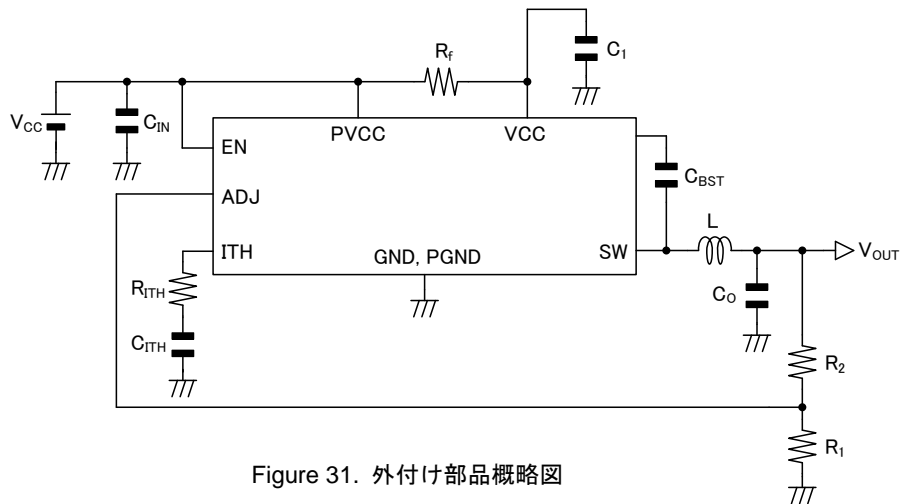 C1
Rf
VCC
CIN
PVCC
VCC
EN
CBST
ADJ
L
ITH
GND, PGND
SW
VOUT
RITH
CO
CITH
R2
R1
Figure 31. 外付け部品概略図